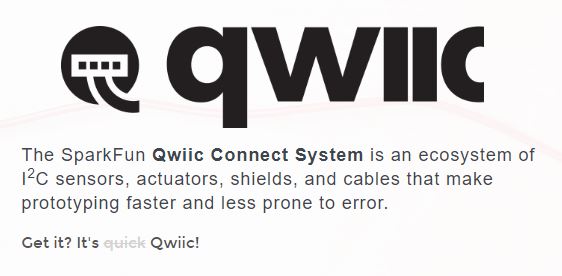 qwiic
The SparkFun Qwiic Connect System is an ecosystem of
I²C sensors, actuators, shields, and cables that make
prototyping faster and less prone to error.
Get it? It's quick Qwiic!